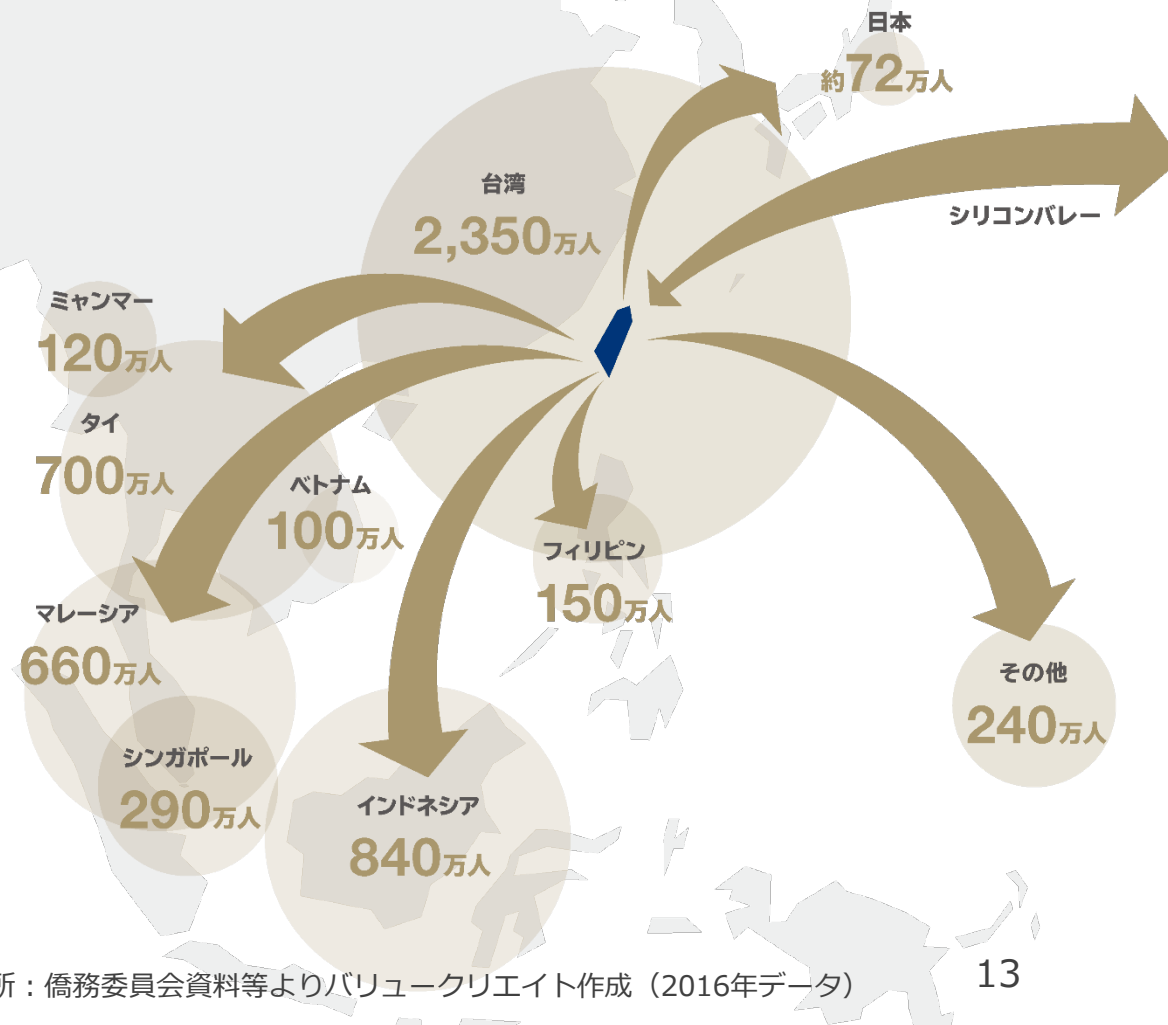 日本
約72万人
台湾
2,350万人
シリコンバレー
ミャンマー
120万人
タイ
700万人
ベトナム
100万人
フィリピン
150万人
マレーシア
660万人
その他
240万人
シンガポール
290万人
インドネシア
840万人
所：僑務委員会資料等よりバリュークリエイト作成（2016年データ）
13